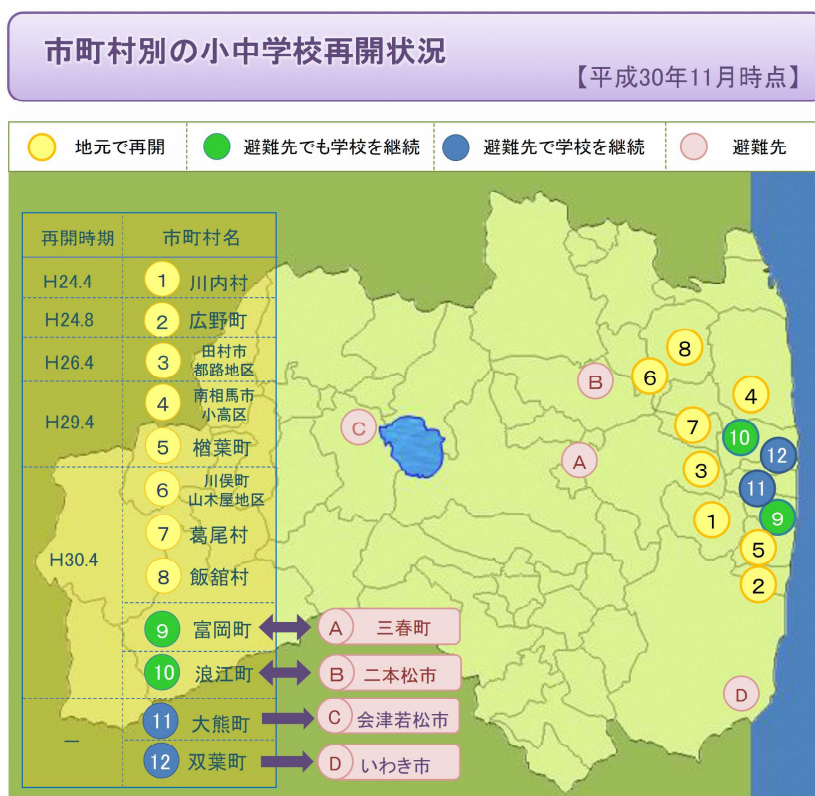 市町村別の小中学校再開状況
【平成30年11月時点】
地元で再開
避難先でも学校を継続
避難先で学校を継続
避難先
再開時期
市町村名
H24.4
1
川内村
H24.8
2
広野町
H26.4
3
田村市
都路地区
H29.4
4
南相馬市
小高区
5
楢葉町
H30.4
6
川俣町
山木屋地区
7
葛尾村
8
飯舘村
9
富岡町
A
三春町
10
浪江町
B
二本松市
－
11
大熊町
C
会津若松市
12
双葉町
D
いわき市
8
6
B
4
7
C
10
12
A
3
11
1
9
5
2
D